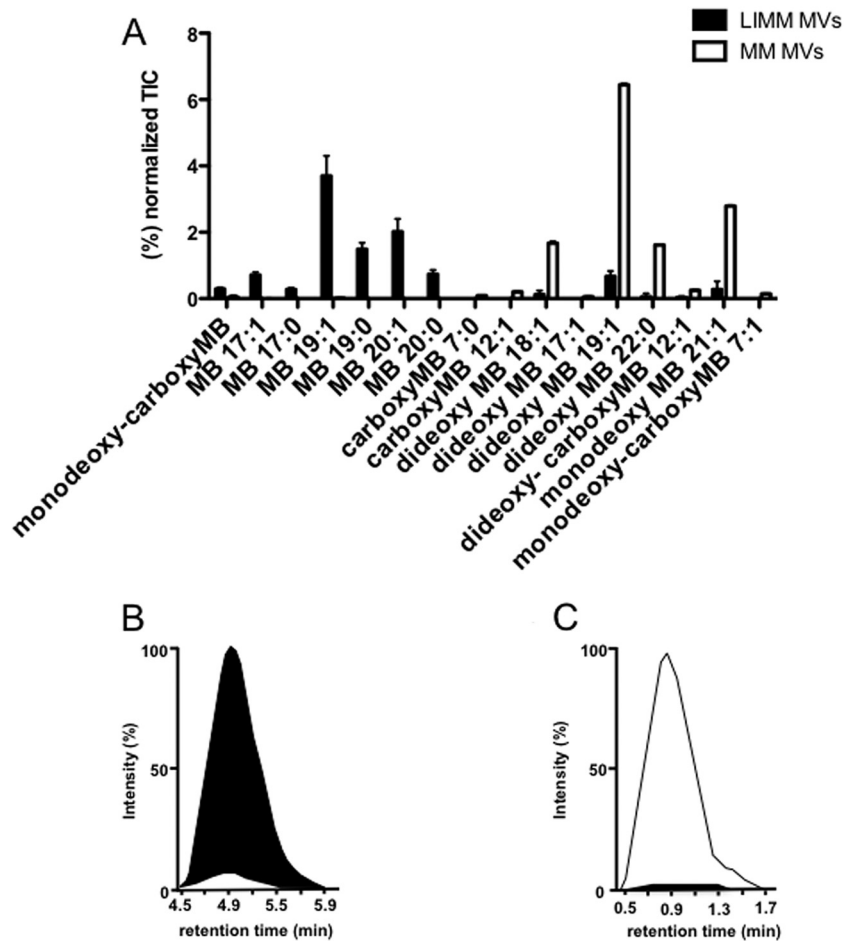 A
LIMM MVs
MM MVs
(%) normalized TIC
8
6
4
2
0
monodeoxy-carboxyMB
MB 17:1
MB 17:0
MB 19:1
MB 19:0
MB 20:1
MB 20:0
carboxyMB 7:0
carboxyMB 12:1
dideoxy MB 18:1
dideoxy MB 17:1
dideoxy MB 19:1
dideoxy MB 22:0
dideoxy- carboxyMB 12:1
monodeoxy MB 21:1
monodeoxy-carboxyMB 7:1
B
Intensity (%)
100
50
0
4.5 4.9 5.5 5.9
retention time (min)
C
Intensity (%)
100
50
0
0.5 0.9 1.3 1.7
retention time (min)